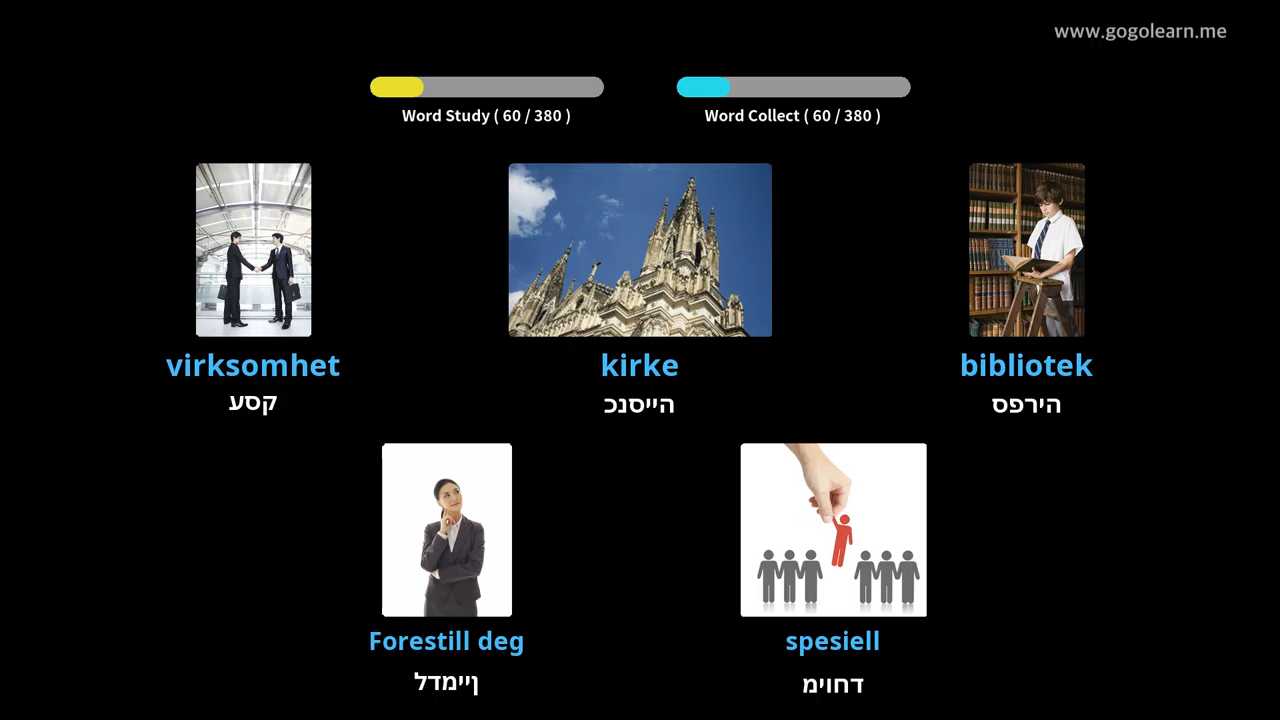 www.gogolearn.me
Word Study ( 60 / 380 )
Word Collect ( 60 / 380 )
virksomhet
קסע
kirke
הייסנכ
bibliotek
הירפס
Forestill deg
ןיימדל
spesiell
דחוימ